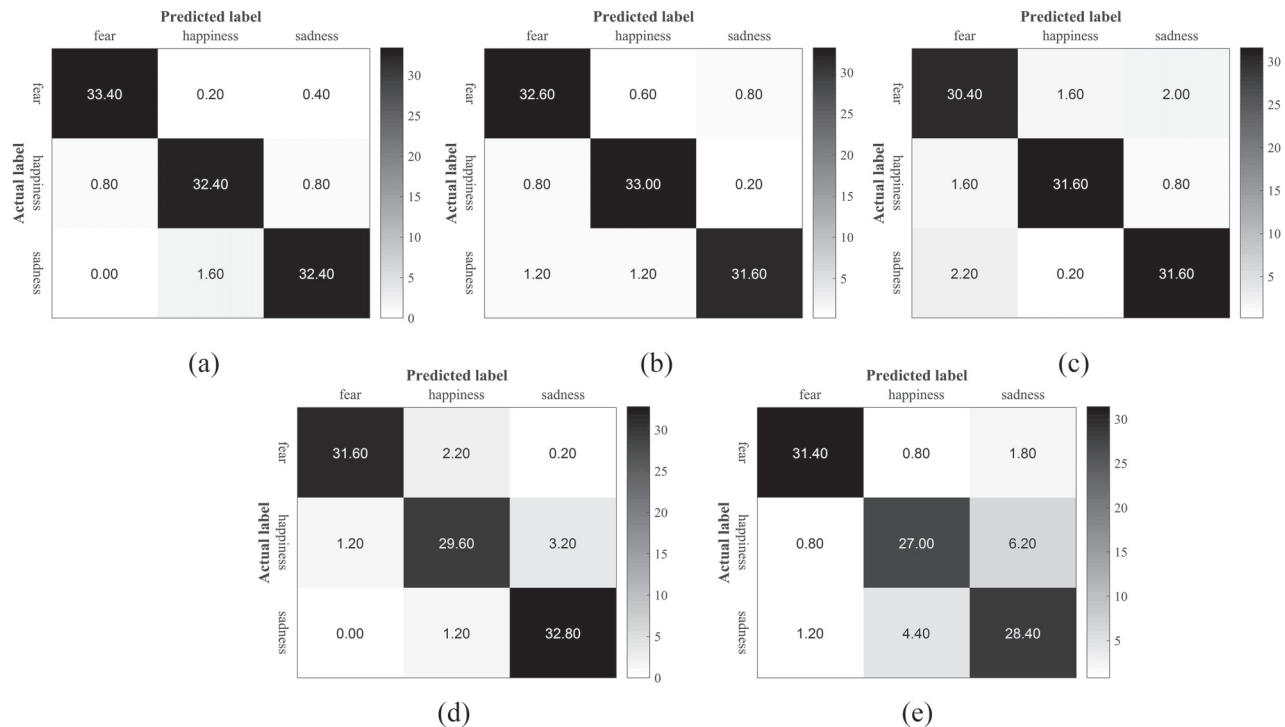 Predicted label
fear happiness sadness
Actual label
fear 33.40 0.20 0.40
happiness 0.80 32.40 0.80
sadness 0.00 1.60 32.40
30
25
20
15
10
5
0
(a)
Predicted label
fear happiness sadness
Actual label
fear 32.60 0.60 0.80
happiness 0.80 33.00 0.20
sadness 1.20 1.20 31.60
30
25
20
15
10
5
(b)
fear happiness sadness
Actual label
fear 30.40 1.60 2.00
happiness 1.60 31.60 0.80
sadness 2.20 0.20 31.60
30
25
20
15
10
5
(c)
Predicted label
fear happiness sadness
Actual label
fear 31.60 2.20 0.20
happiness 1.20 29.60 3.20
sadness 0.00 1.20 32.80
30
25
20
15
10
5
0
(d)
Predicted label
fear happiness sadness
Actual label
fear 31.40 0.80 1.80
happiness 0.80 27.00 6.20
sadness 1.20 4.40 28.40
30
25
20
15
10
5
(e)